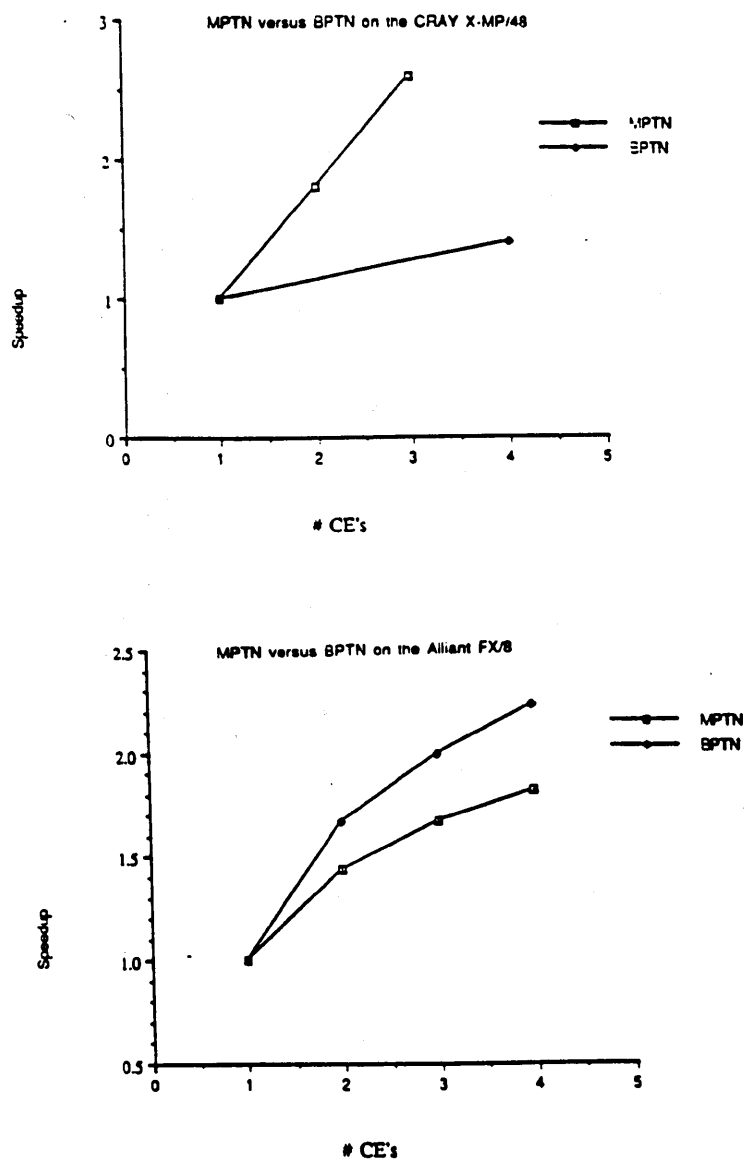 MPTN versus BPTN on the CRAY X-MP/48
3
2
1
0
Speedup
0 1 2 3 4 5
# CE's
MPTN
BPTN
MPTN versus BPTN on the Alliant FX/8
2.5
2.0
1.5
1.0
0.5
Speedup
0 1 2 3 4 5
# CE's
MPTN
BPTN